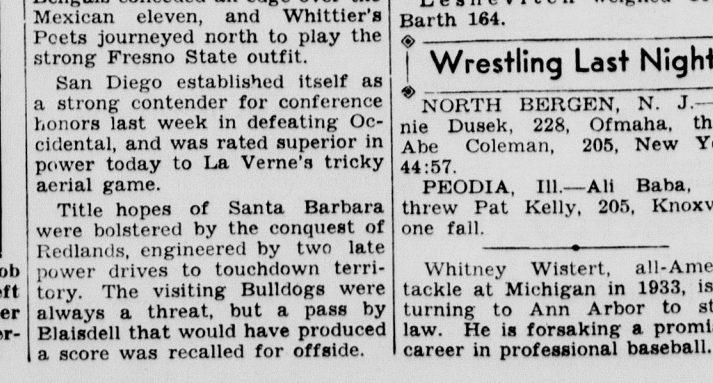 Mexican eleven, and Whittier's
Poets journeyed north to play the
strong Fresno State outfit.
San Diego established itself as
a strong contender for conference
honors last week in defeating Oc-
cidental, and was rated superior in
power today to La Verne's tricky
aerial game.
Title hopes of Santa Barbara
were bolstered by the conquest of
Redlands, engineered by two late
power drives to touchdown terri-
tory. The visiting Bulldogs were
always a threat, but a pass by
Blaisdell that would have produced
a score was recalled for offside.
Barth 164.
Wrestling Last Night
NORTH BERGEN, N. J.—
nie Dusek, 228, Ofmaha, th
Abe Coleman, 205, New Y
44:57.
PEODIA, Ill.—Ali Baba,
threw Pat Kelly, 205, Knoxv
one fall.
Whitney Wistert, all-Ame
tackle at Michigan in 1933, is
turning to Ann Arbor to st
law. He is forsaking a promi
career in professional baseball.
ob
eft
er
er-